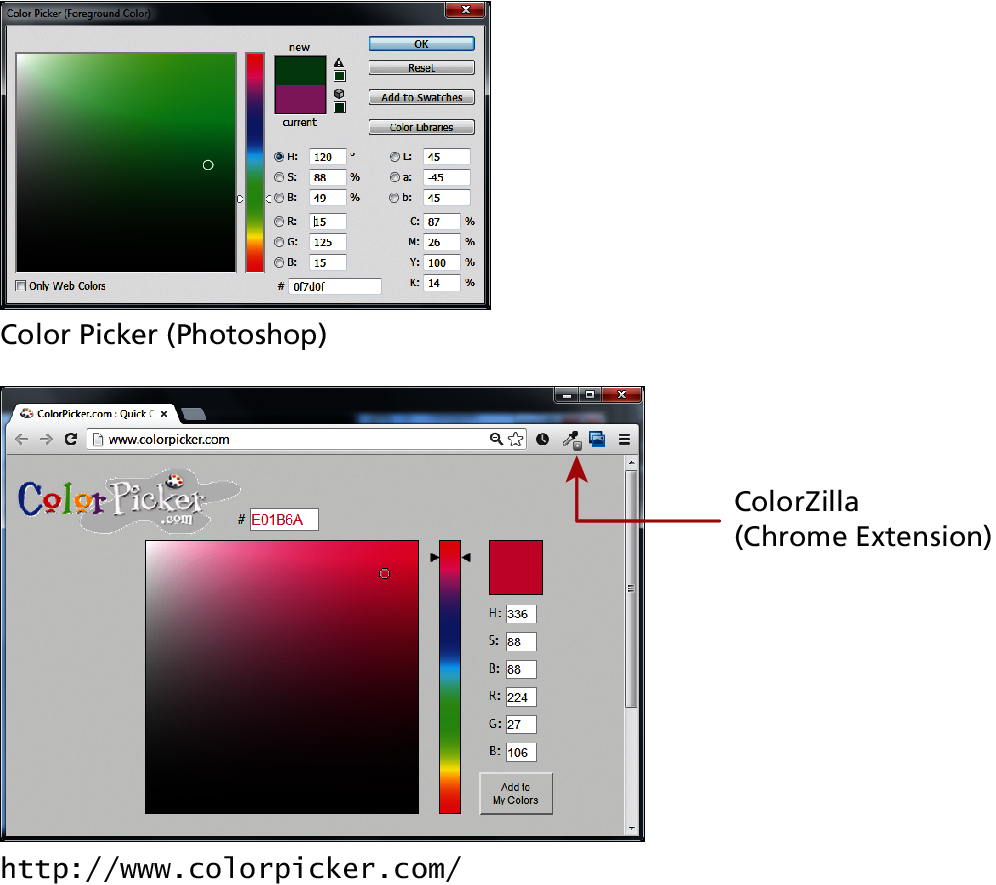 Color Picker (Foreground Color)
new
current
OK
Reset
Add to Swatches
Color Libraries
H: 120 °
S: 88 %
B: 49 %
R: 15
G: 125
B: 15
L: 45
a: -45
b: 45
C: 87 %
M: 26 %
Y: 100 %
K: 14 %
Only Web Colors
# 0f7d0f
Color Picker (Photoshop)
ColorPicker.com : Quick C
www.colorpicker.com
ColorPicker
.com
# E01B6A
H: 336
S: 88
B: 88
R: 224
G: 27
B: 106
Add to
My Colors
ColorZilla
(Chrome Extension)
http://www.colorpicker.com/